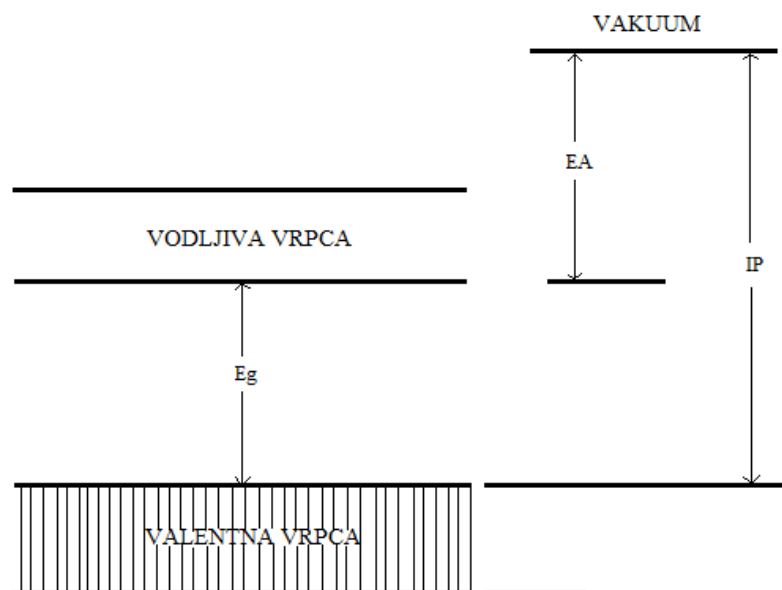 VAKUUM
EA
VODLJIVA VRPCA
IP
Eg
VALENTNA VRPCA